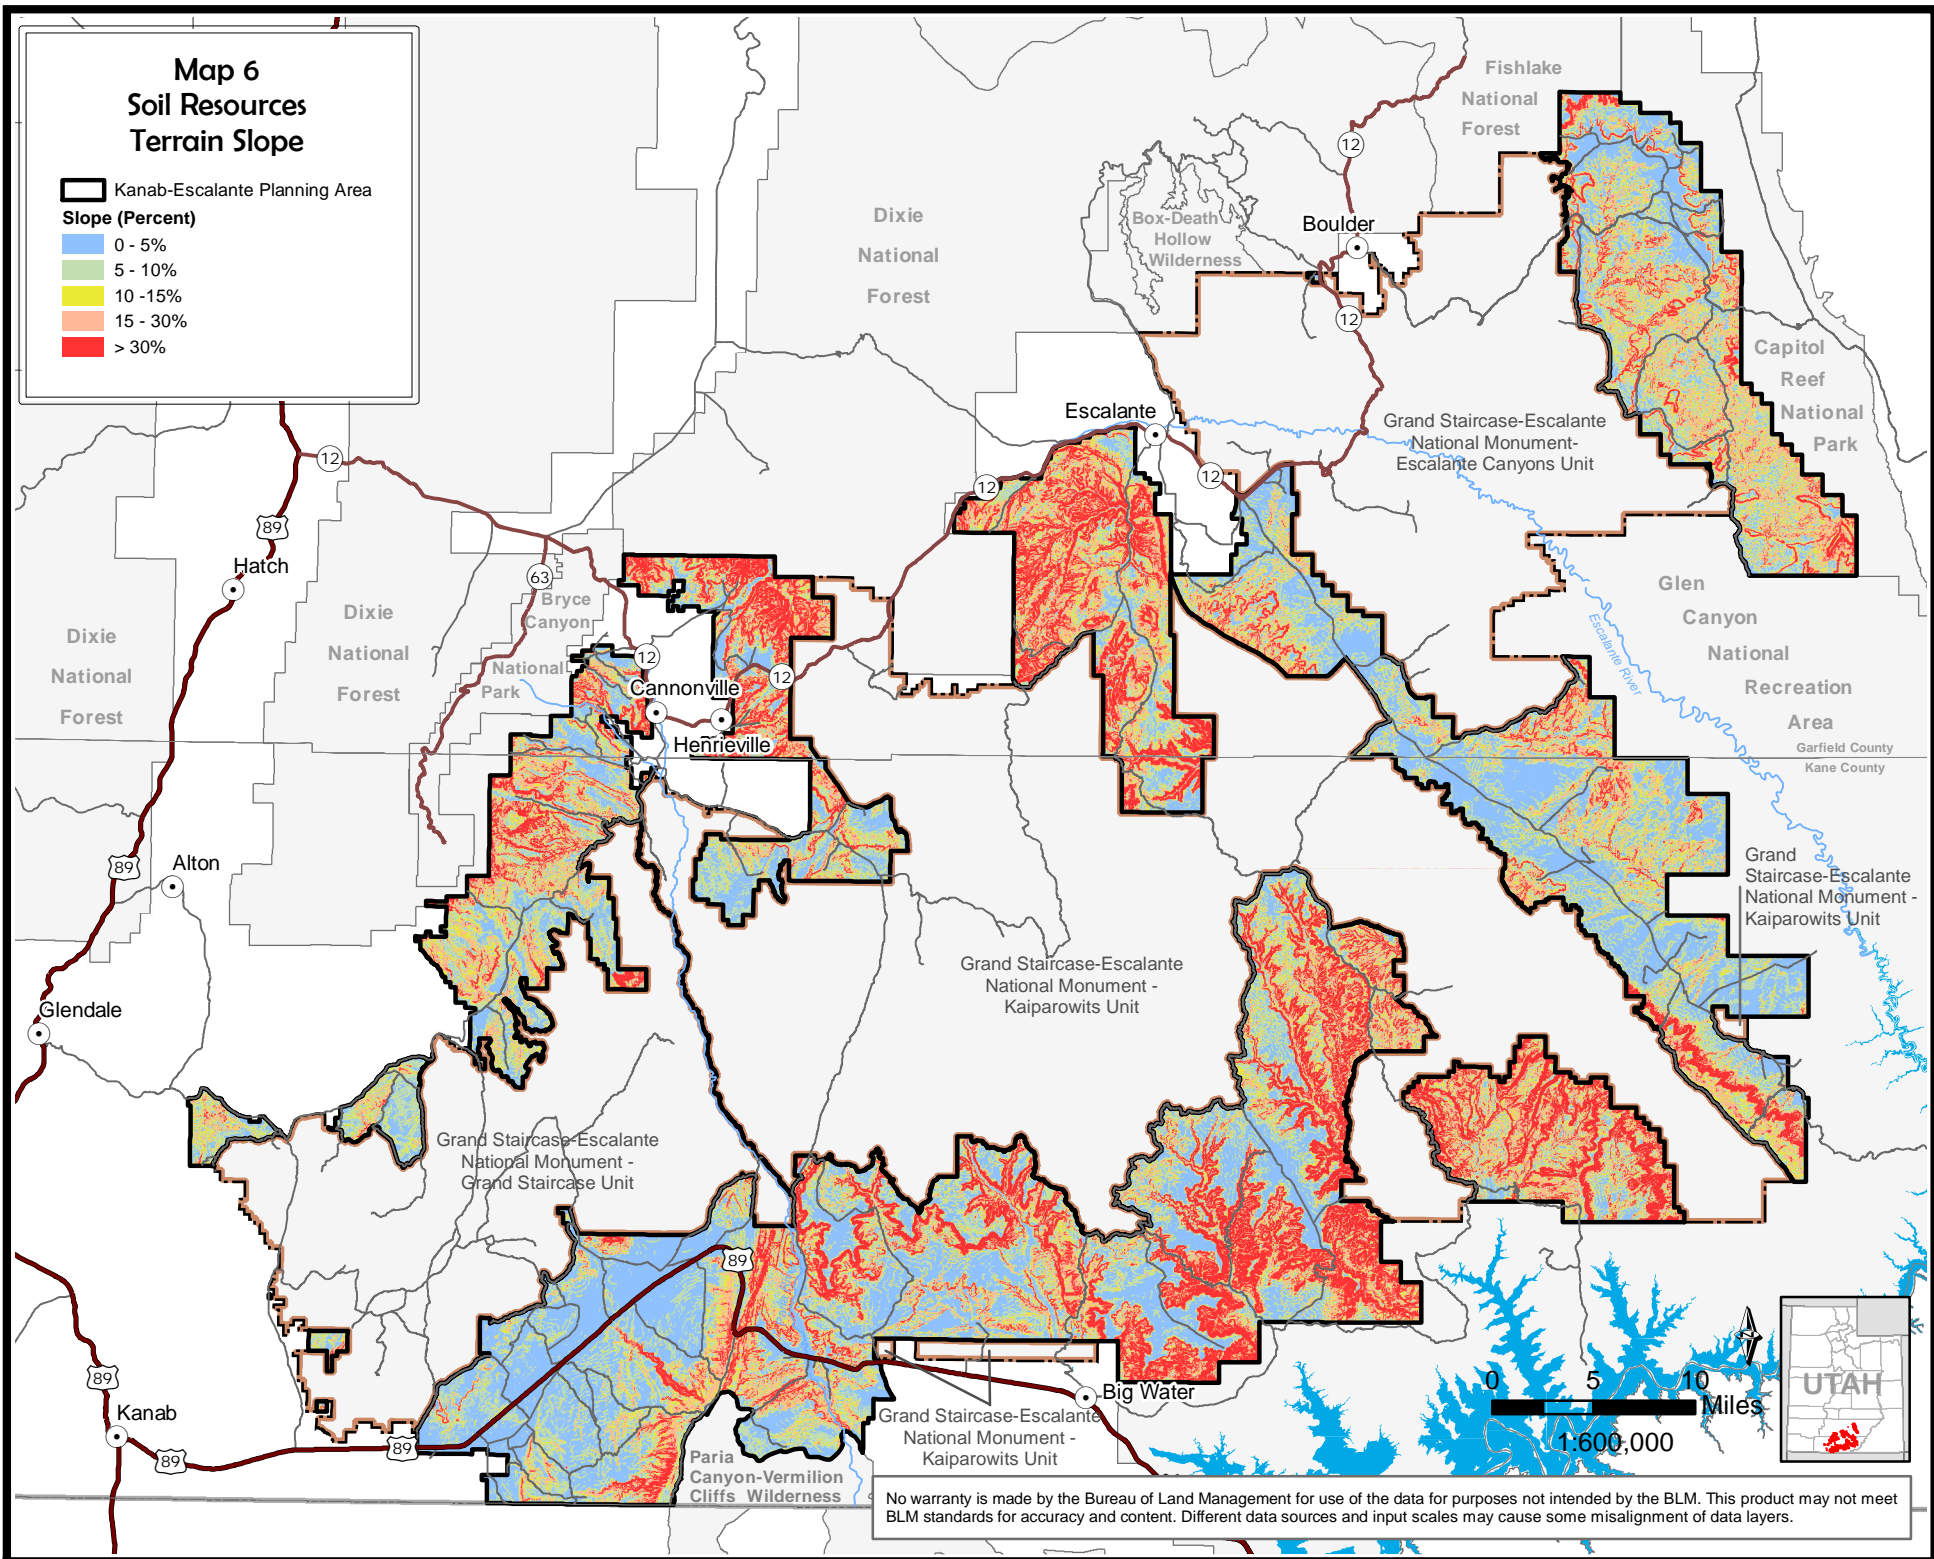 Map 6
Soil Resources
Terrain Slope
Kanab-Escalante Planning Area
Slope (Percent)
0 - 5%
5 - 10%
10 -15%
15 - 30%
> 30%
Fishlake
National
Forest
12
Dixie
National
Forest
Box-Death
Hollow
Wilderness
Boulder
12
Capitol
Reef
National
Park
Escalante
Grand Staircase-Escalante
National Monument-
Escalante Canyons Unit
12
12
12
89
Hatch
63
Bryce
Canyon
National
Park
Dixie
National
Forest
Dixie
National
Forest
12
Cannonville
12
Henrieville
Glen
Canyon
National
Recreation
Area
Escalante River
Garfield County
Kane County
89
Alton
Grand
Staircase-Escalante
National Monument -
Kaiparowits Unit
Grand Staircase-Escalante
National Monument -
Kaiparowits Unit
Glendale
Grand Staircase-Escalante
National Monument -
Grand Staircase Unit
89
89
Kanab
89
89
Big Water
Grand Staircase-Escalante
National Monument -
Kaiparowits Unit
Paria
Canyon-Vermilion
Cliffs Wilderness
0 5 10
Miles
1:600,000
UTAH
No warranty is made by the Bureau of Land Management for use of the data for purposes not intended by the BLM. This product may not meet
BLM standards for accuracy and content. Different data sources and input scales may cause some misalignment of data layers.